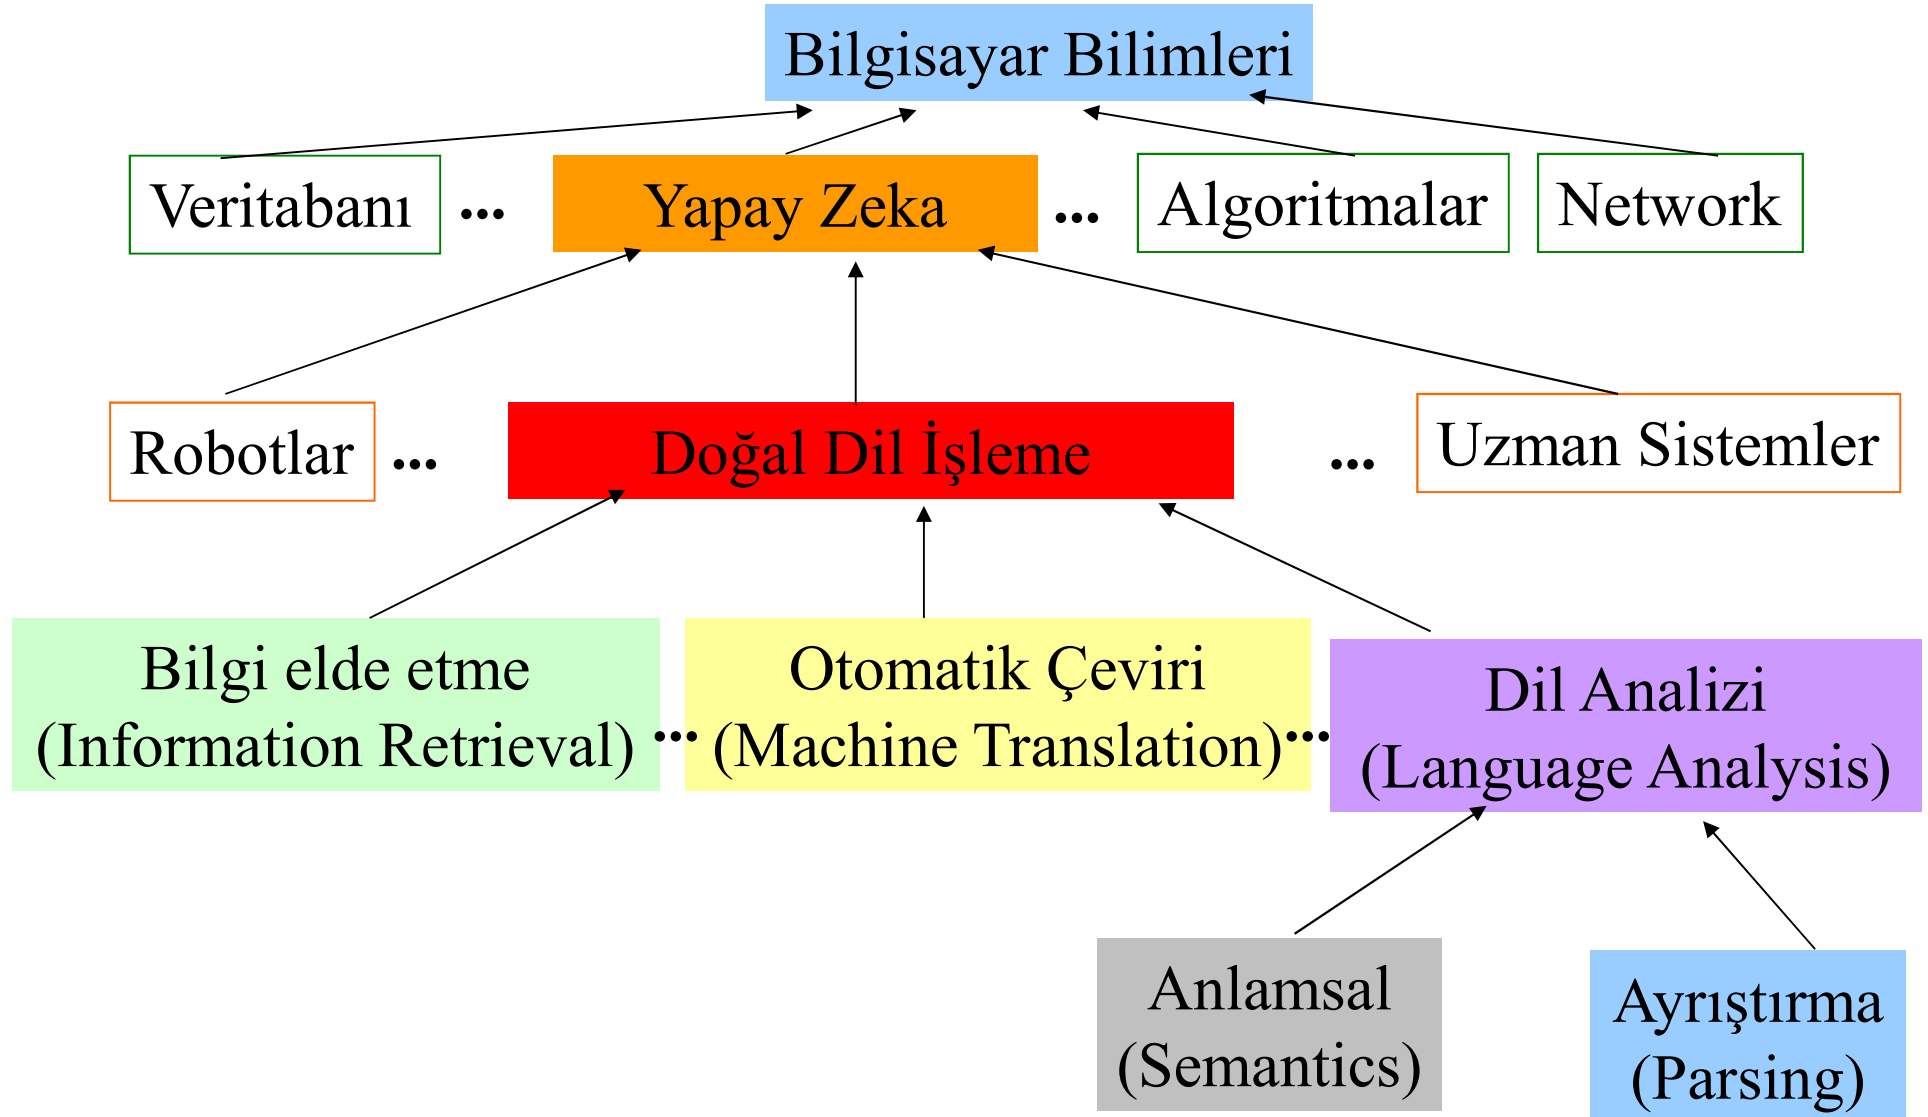 Bilgisayar Bilimleri
Veritabanı ... Yapay Zeka ... Algoritmalar Network
Robotlar ... Doğal Dil İşleme ... Uzman Sistemler
Bilgi elde etme
(Information Retrieval)
...
Otomatik Çeviri
(Machine Translation)
...
Dil Analizi
(Language Analysis)
Anlamsal
(Semantics)
Ayrıştırma
(Parsing)